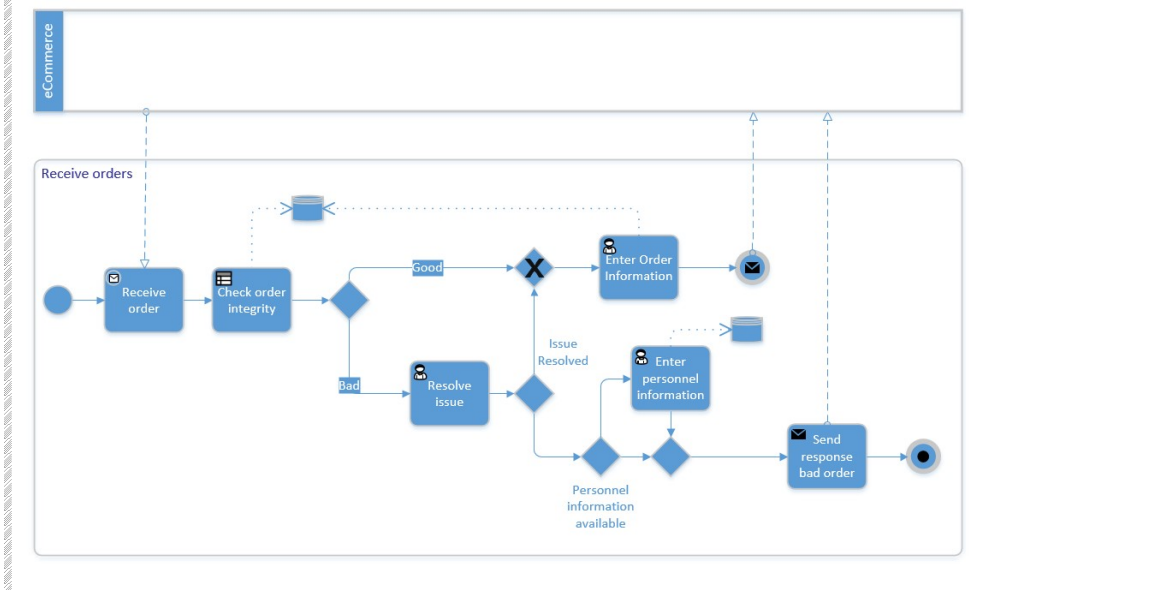 eCommerce
Receive orders
Receive
order
Check order
integrity
Good
Bad
Enter Order
Information
Resolve
issue
Issue
Resolved
Enter
personnel
information
Personnel
information
available
Send
response
bad order